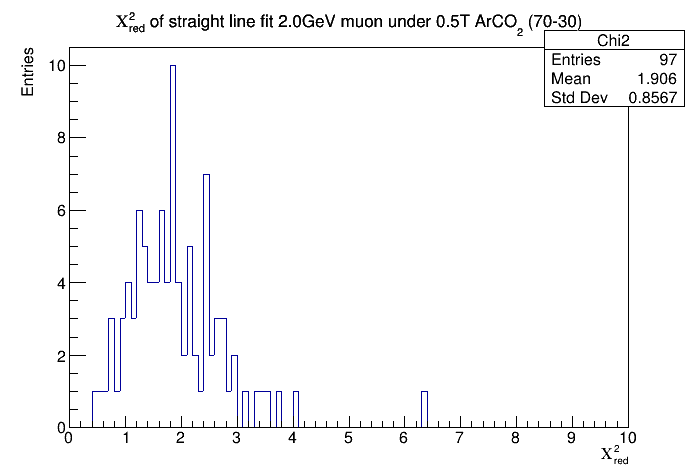 X²red of straight line fit 2.0GeV muon under 0.5T ArCO₂ (70-30)
Chi2
Entries 97
Mean 1.906
Std Dev 0.8567
Entries
10
8
6
4
2
0
0 1 2 3 4 5 6 7 8 9 10
X²red